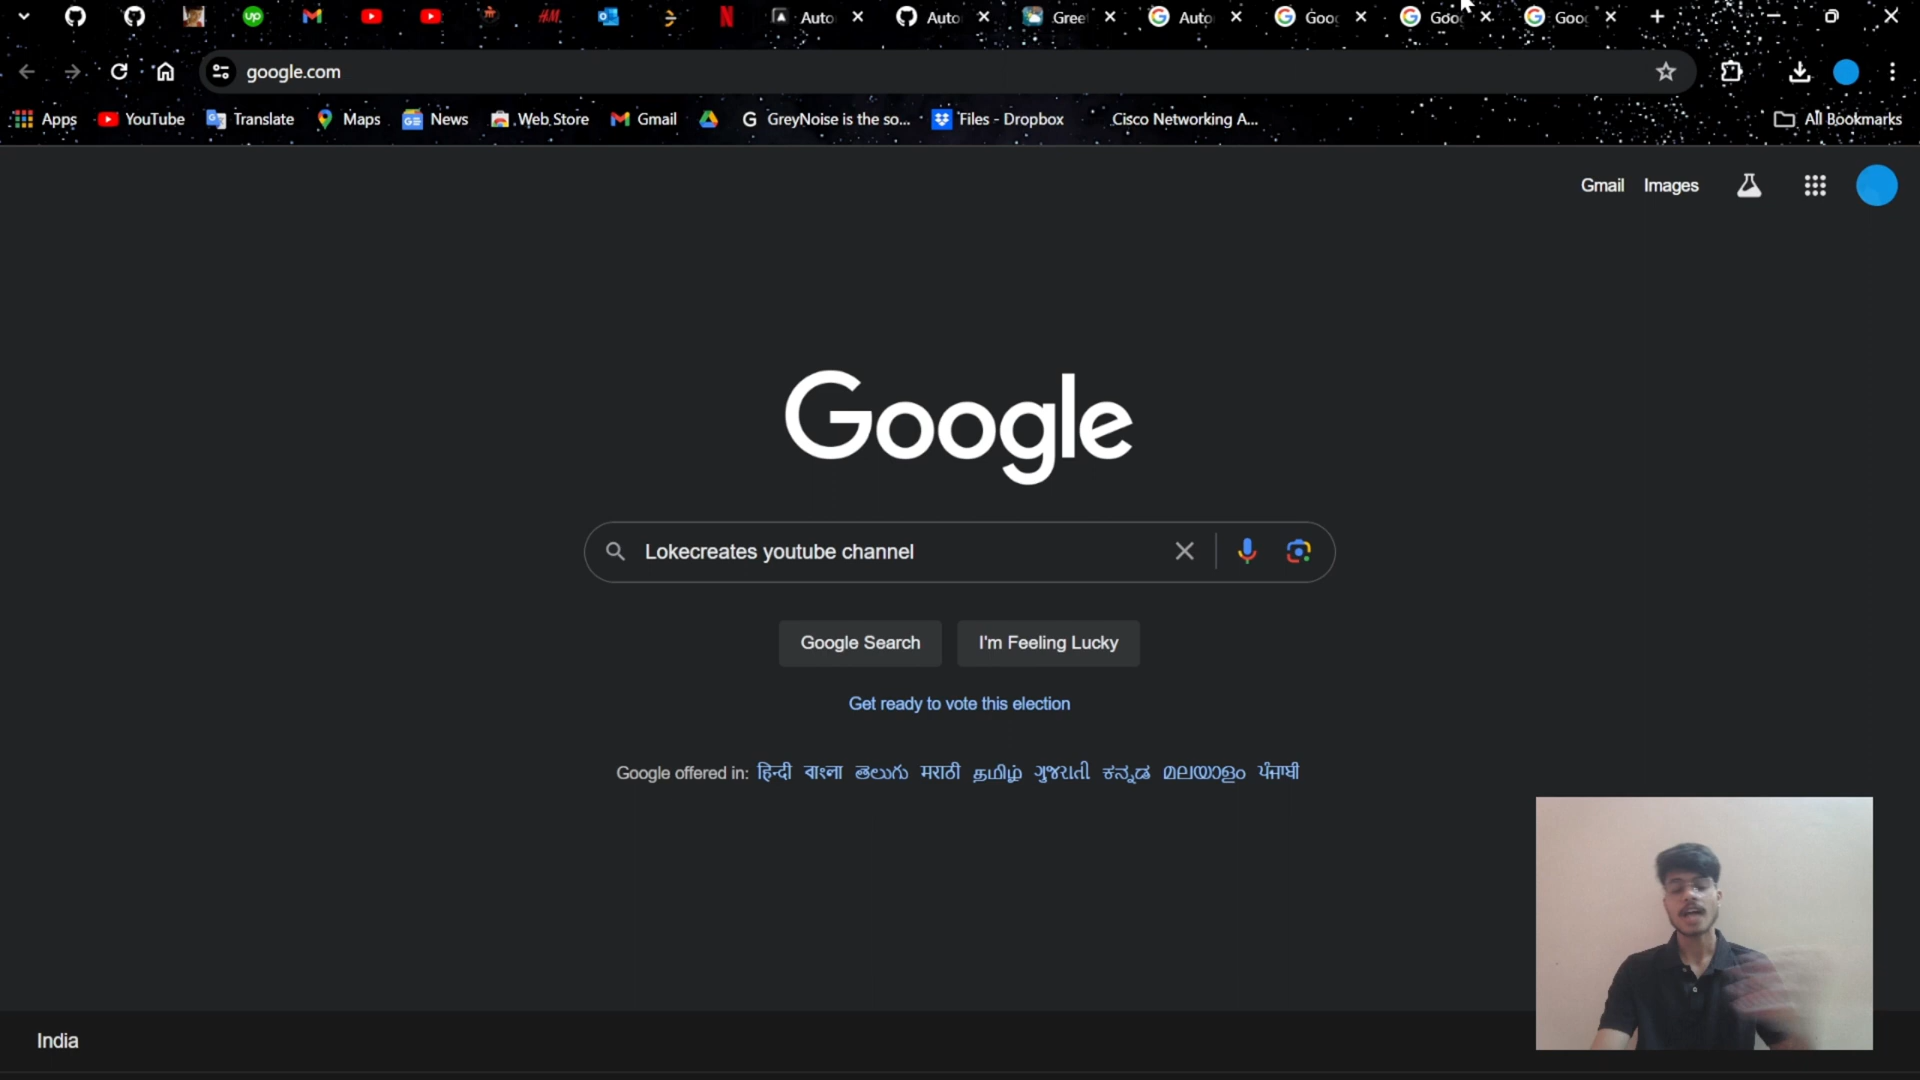 up H&M N Auto Auto Gree Auto Goo Goo Goo
google.com
Apps YouTube Translate Maps News Web Store Gmail G GreyNoise is the so... Files - Dropbox Cisco Networking A... All Bookmarks
Gmail Images
Google
Lokecreates youtube channel
Google Search I'm Feeling Lucky
Get ready to vote this election
Google offered in: हिन्दी বাংলা తెలుగు मराठी தமிழ் ગુજરાતી ಕನ್ನಡ മലയാളം ਪੰਜਾਬੀ
India